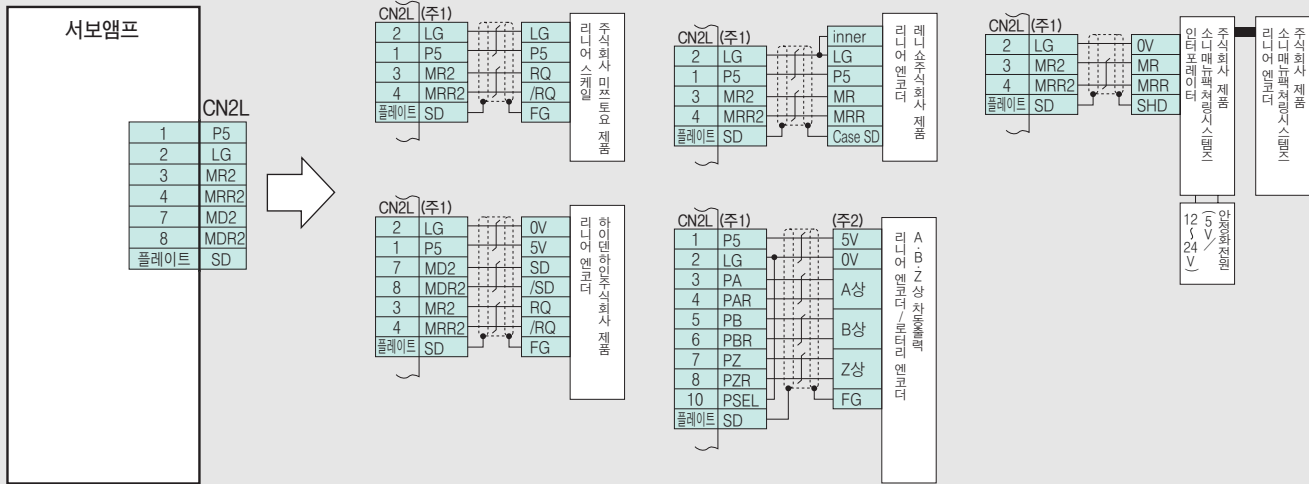 서보앰프
CN2L
1 P5
2 LG
3 MR2
4 MRR2
7 MD2
8 MDR2
플레이트 SD
CN2L (주1)
2 LG LG
1 P5 P5
3 MR2 RQ
4 MRR2 /RQ
플레이트 SD FG
주식회사 미쯔토요 제품
리니어 스케일
CN2L (주1)
2 LG 0V
1 P5 5V
7 MD2 SD
8 MDR2 /SD
3 MR2 RQ
4 MRR2 /RQ
플레이트 SD FG
하이덴하인주식회사 제품
리니어 엔코더
CN2L (주1)
inner
2 LG LG
1 P5 P5
3 MR2 MR
4 MRR2 MRR
플레이트 SD Case SD
레니쇼주식회사 제품
리니어 엔코더
CN2L (주1) (주2)
1 P5 5V
2 LG 0V
3 PA A상
4 PAR
5 PB B상
6 PBR
7 PZ Z상
8 PZR
10 PSEL FG
플레이트 SD
A·B·Z상 차동출력
리니어 엔코더/로터리 엔코더
CN2L (주1)
2 LG 0V
3 MR2 MR
4 MRR2 MRR
플레이트 SD SHD
주식회사 제품
소니매뉴팩쳐링시스템즈
인터포레이터
주식회사 제품
소니매뉴팩쳐링시스템즈
리니어 엔코더
안정화전원
(5V/
12~24V)